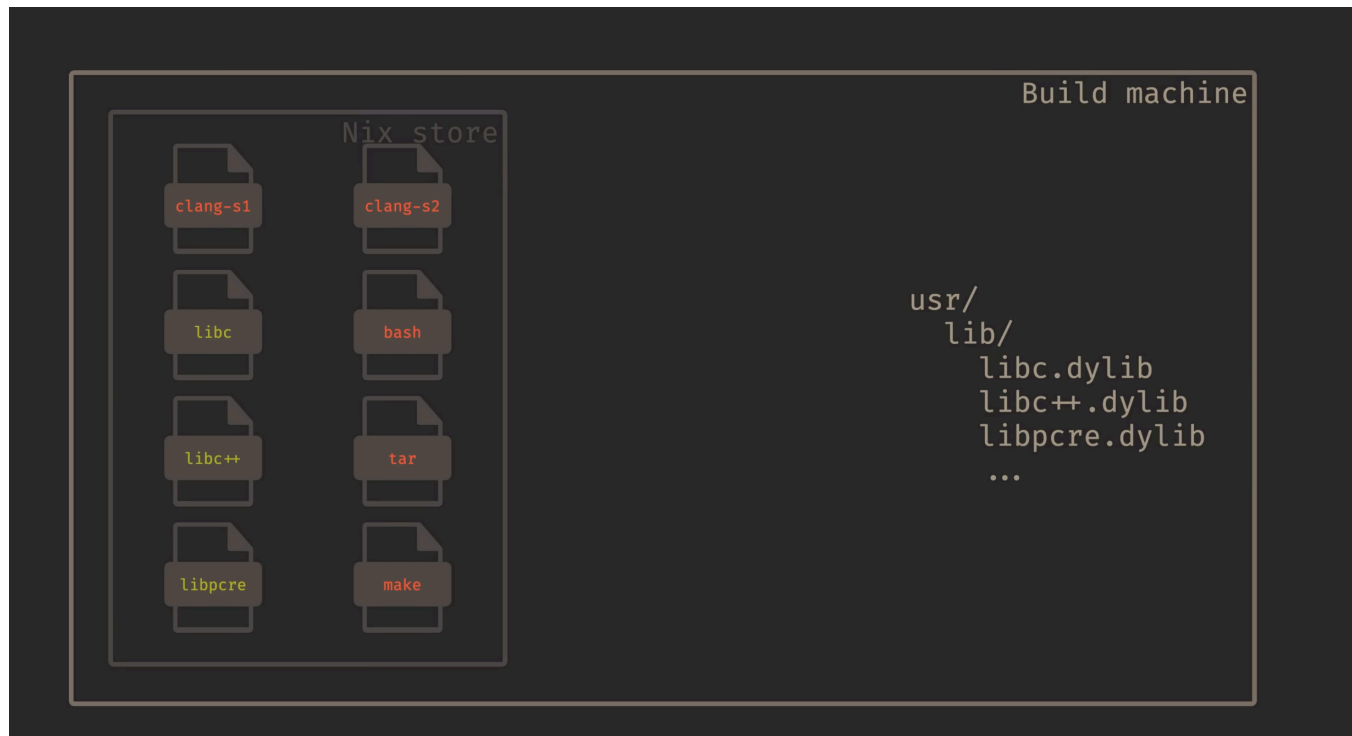 Build machine
Nix store
clang-s1
clang-s2
libc
bash
libc++
tar
libpcre
make
usr/
lib/
libc.dylib
libc++.dylib
libpcre.dylib
...